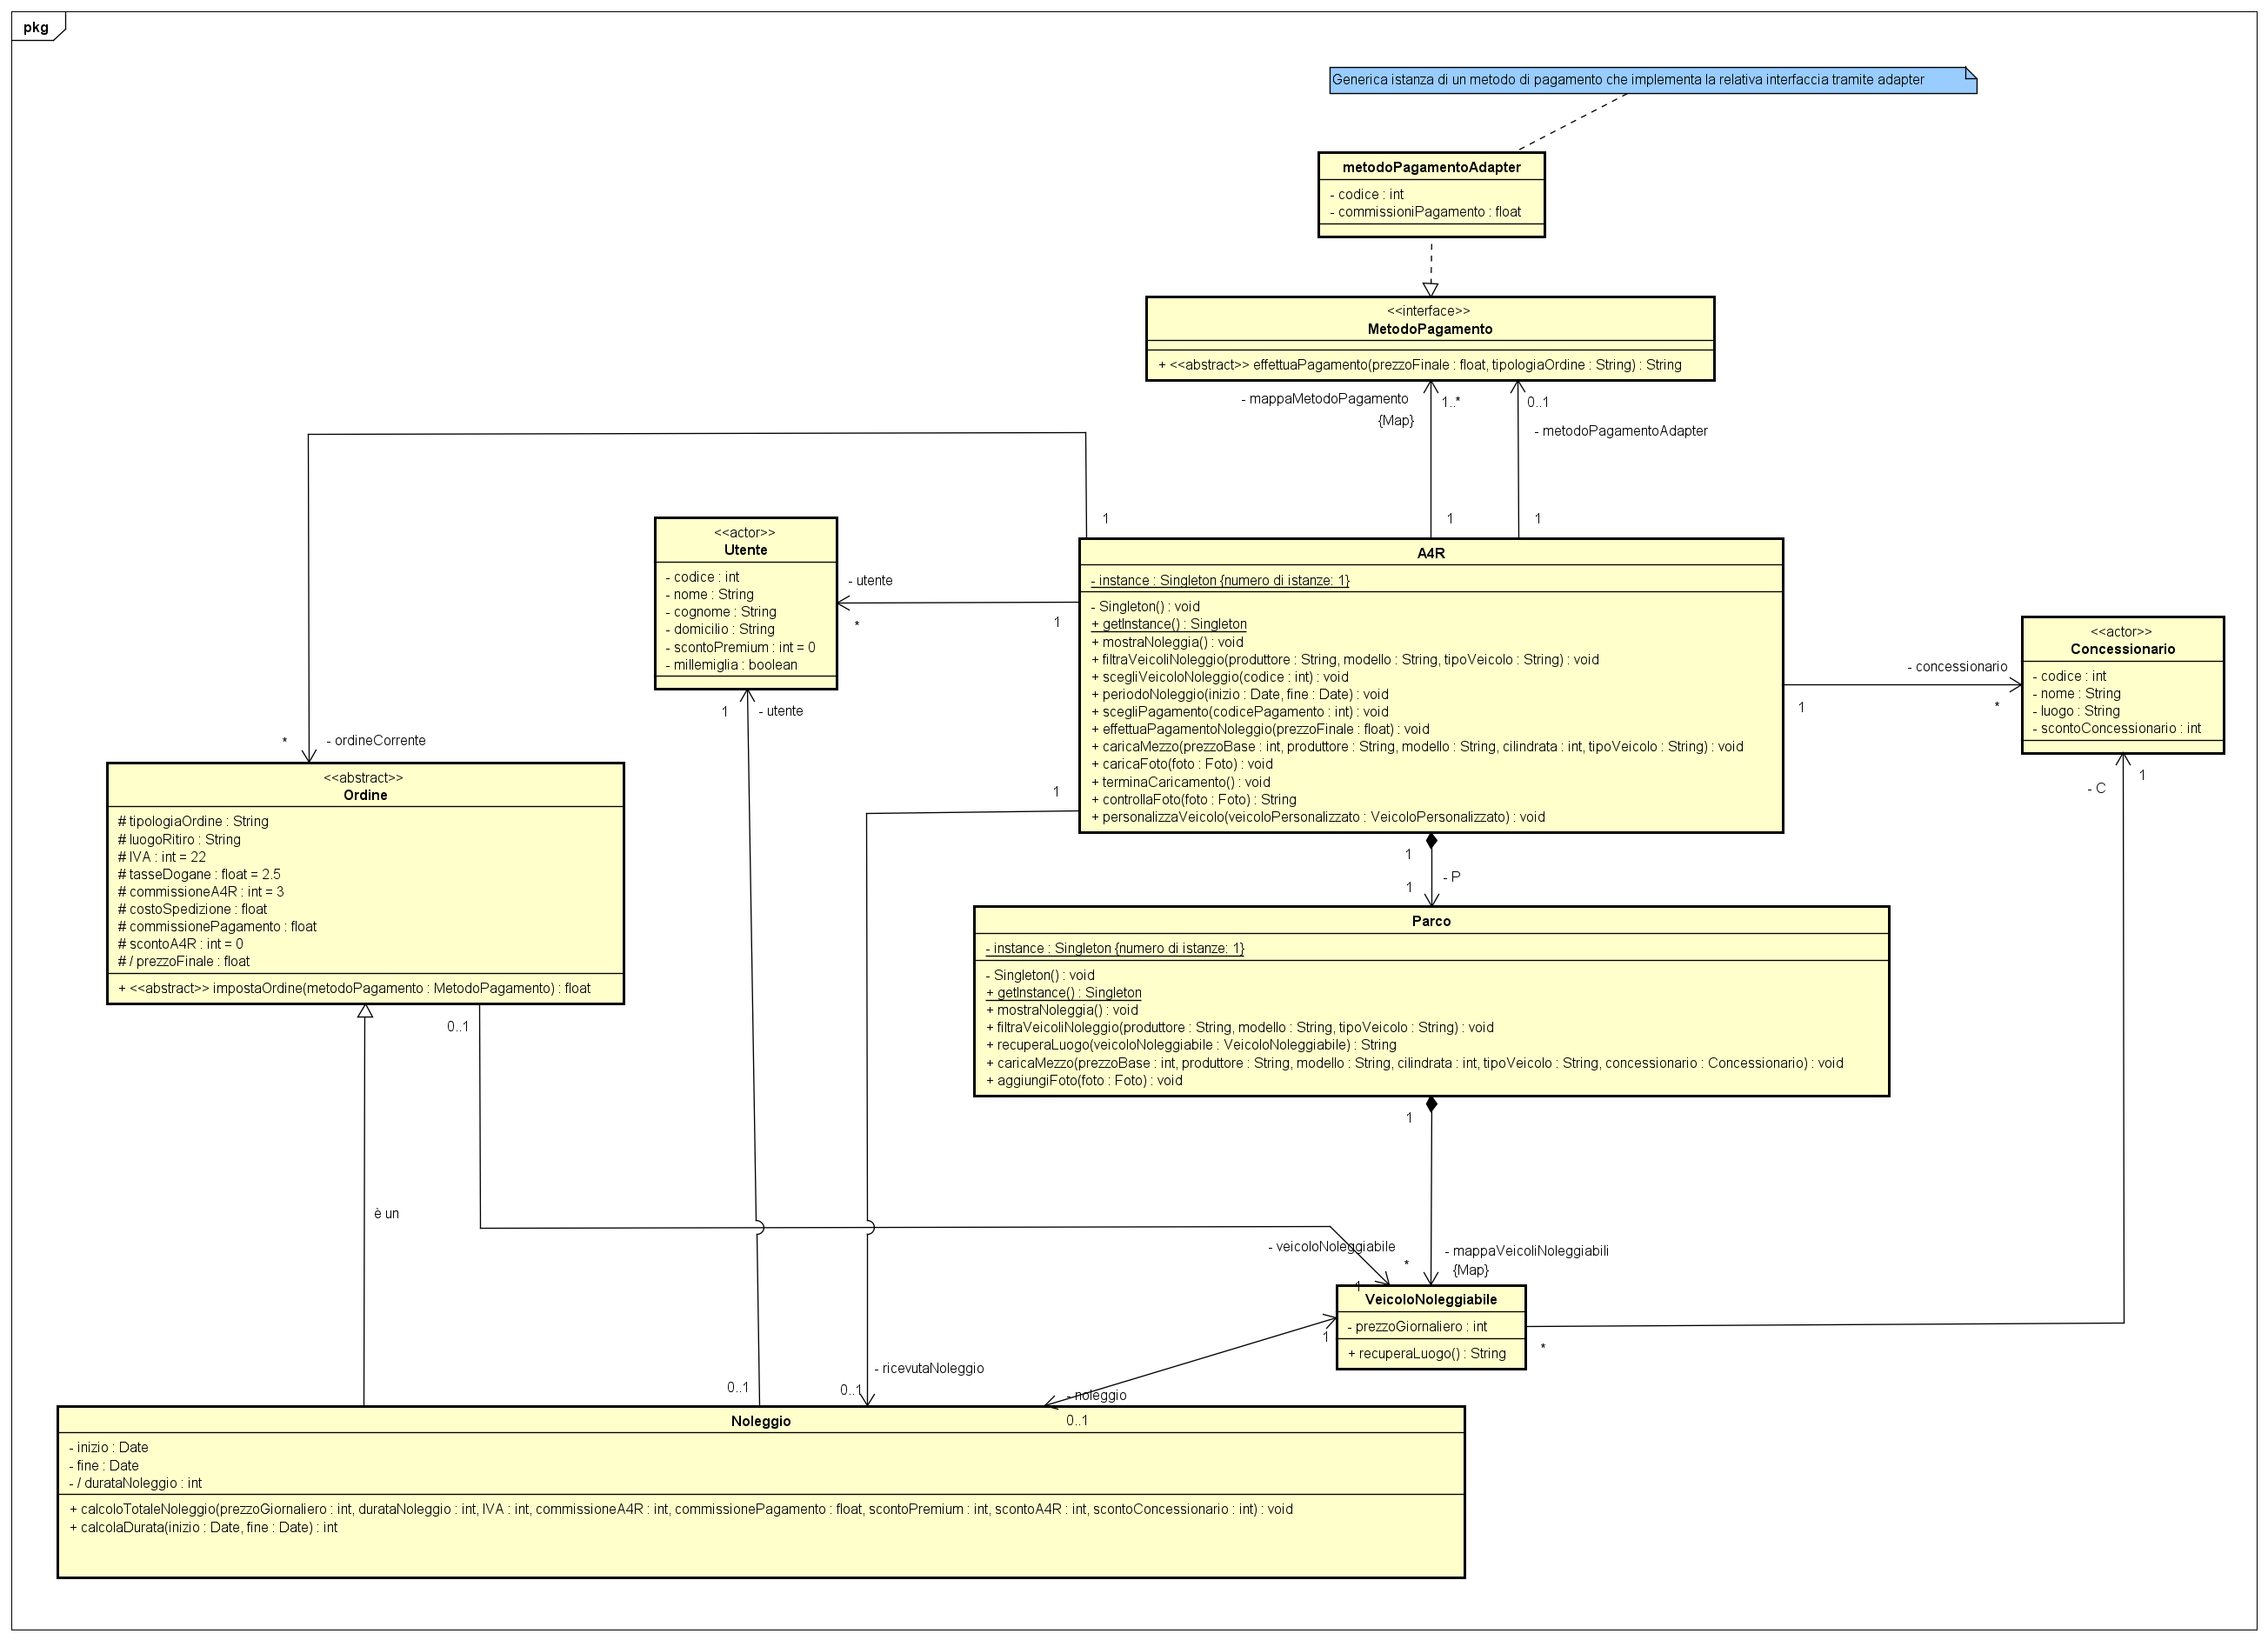 pkg
Generica istanza di un metodo di pagamento che implementa la relativa interfaccia tramite adapter
metodoPagamentoAdapter
- codice : int
- commissioniPagamento : float
<<interface>>
MetodoPagamento
+ <<abstract>> effettuaPagamento(prezzoFinale : float, tipologiaOrdine : String) : String
- mappaMetodoPagamento
1..*
{Map}
0..1
- metodoPagamentoAdapter
1
1
1
<<actor>>
Utente
- codice : int
- nome : String
- cognome : String
- domicilio : String
- scontoPremium : int = 0
- millemiglia : boolean
- utente
*
1
A4R
- instance : Singleton {numero di istanze: 1}
- Singleton() : void
+ getInstance() : Singleton
+ mostraNoleggia() : void
+ filtraVeicoliNoleggio(produttore : String, modello : String, tipoVeicolo : String) : void
+ scegliVeicoloNoleggio(codice : int) : void
+ periodoNoleggio(inizio : Date, fine : Date) : void
+ scegliPagamento(codicePagamento : int) : void
+ effettuaPagamentoNoleggio(prezzoFinale : float) : void
+ caricaMezzo(prezzoBase : int, produttore : String, modello : String, cilindrata : int, tipoVeicolo : String) : void
+ caricaFoto(foto : Foto) : void
+ terminaCaricamento() : void
+ controllaFoto(foto : Foto) : String
+ personalizzaVeicolo(veicoloPersonalizzato : VeicoloPersonalizzato) : void
- concessionario
1
*
<<actor>>
Concessionario
- codice : int
- nome : String
- luogo : String
- scontoConcessionario : int
1
- C
1
- utente
*
- ordineCorrente
<<abstract>>
Ordine
# tipologiaOrdine : String
# luogoRitiro : String
# IVA : int = 22
# tasseDogane : float = 2.5
# commissioneA4R : int = 3
# costoSpedizione : float
# commissionePagamento : float
# scontoA4R : int = 0
# / prezzoFinale : float
+ <<abstract>> impostaOrdine(metodoPagamento : MetodoPagamento) : float
0..1
1
1
- P
1
Parco
- instance : Singleton {numero di istanze: 1}
- Singleton() : void
+ getInstance() : Singleton
+ mostraNoleggia() : void
+ filtraVeicoliNoleggio(produttore : String, modello : String, tipoVeicolo : String) : void
+ recuperaLuogo(veicoloNoleggiabile : VeicoloNoleggiabile) : String
+ caricaMezzo(prezzoBase : int, produttore : String, modello : String, cilindrata : int, tipoVeicolo : String, concessionario : Concessionario) : void
+ aggiungiFoto(foto : Foto) : void
1
è un
- veicoloNoleggiabile
- mappaVeicoliNoleggiabili
*
{Map}
1
VeicoloNoleggiabile
- prezzoGiornaliero : int
+ recuperaLuogo() : String
1
*
- ricevutaNoleggio
0..1
0..1
- noleggio
0..1
Noleggio
- inizio : Date
- fine : Date
- / durataNoleggio : int
+ calcoloTotaleNoleggio(prezzoGiornaliero : int, durataNoleggio : int, IVA : int, commissioneA4R : int, commissionePagamento : float, scontoPremium : int, scontoA4R : int, scontoConcessionario : int) : void
+ calcolaDurata(inizio : Date, fine : Date) : int